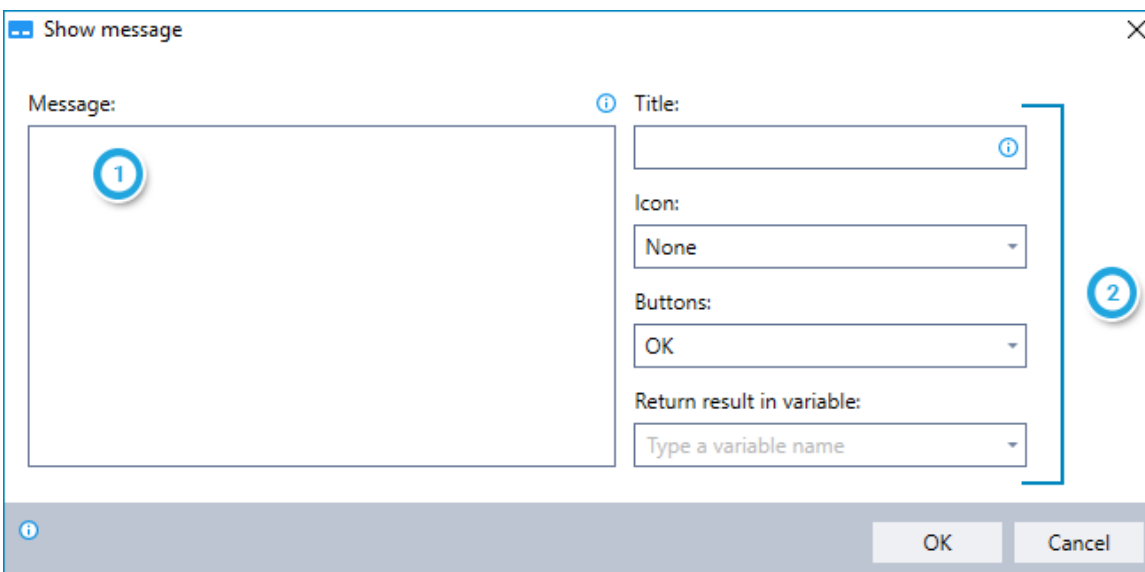 Show message
Message:
1
Title:
Icon:
None
Buttons:
OK
Return result in variable:
Type a variable name
2
OK
Cancel